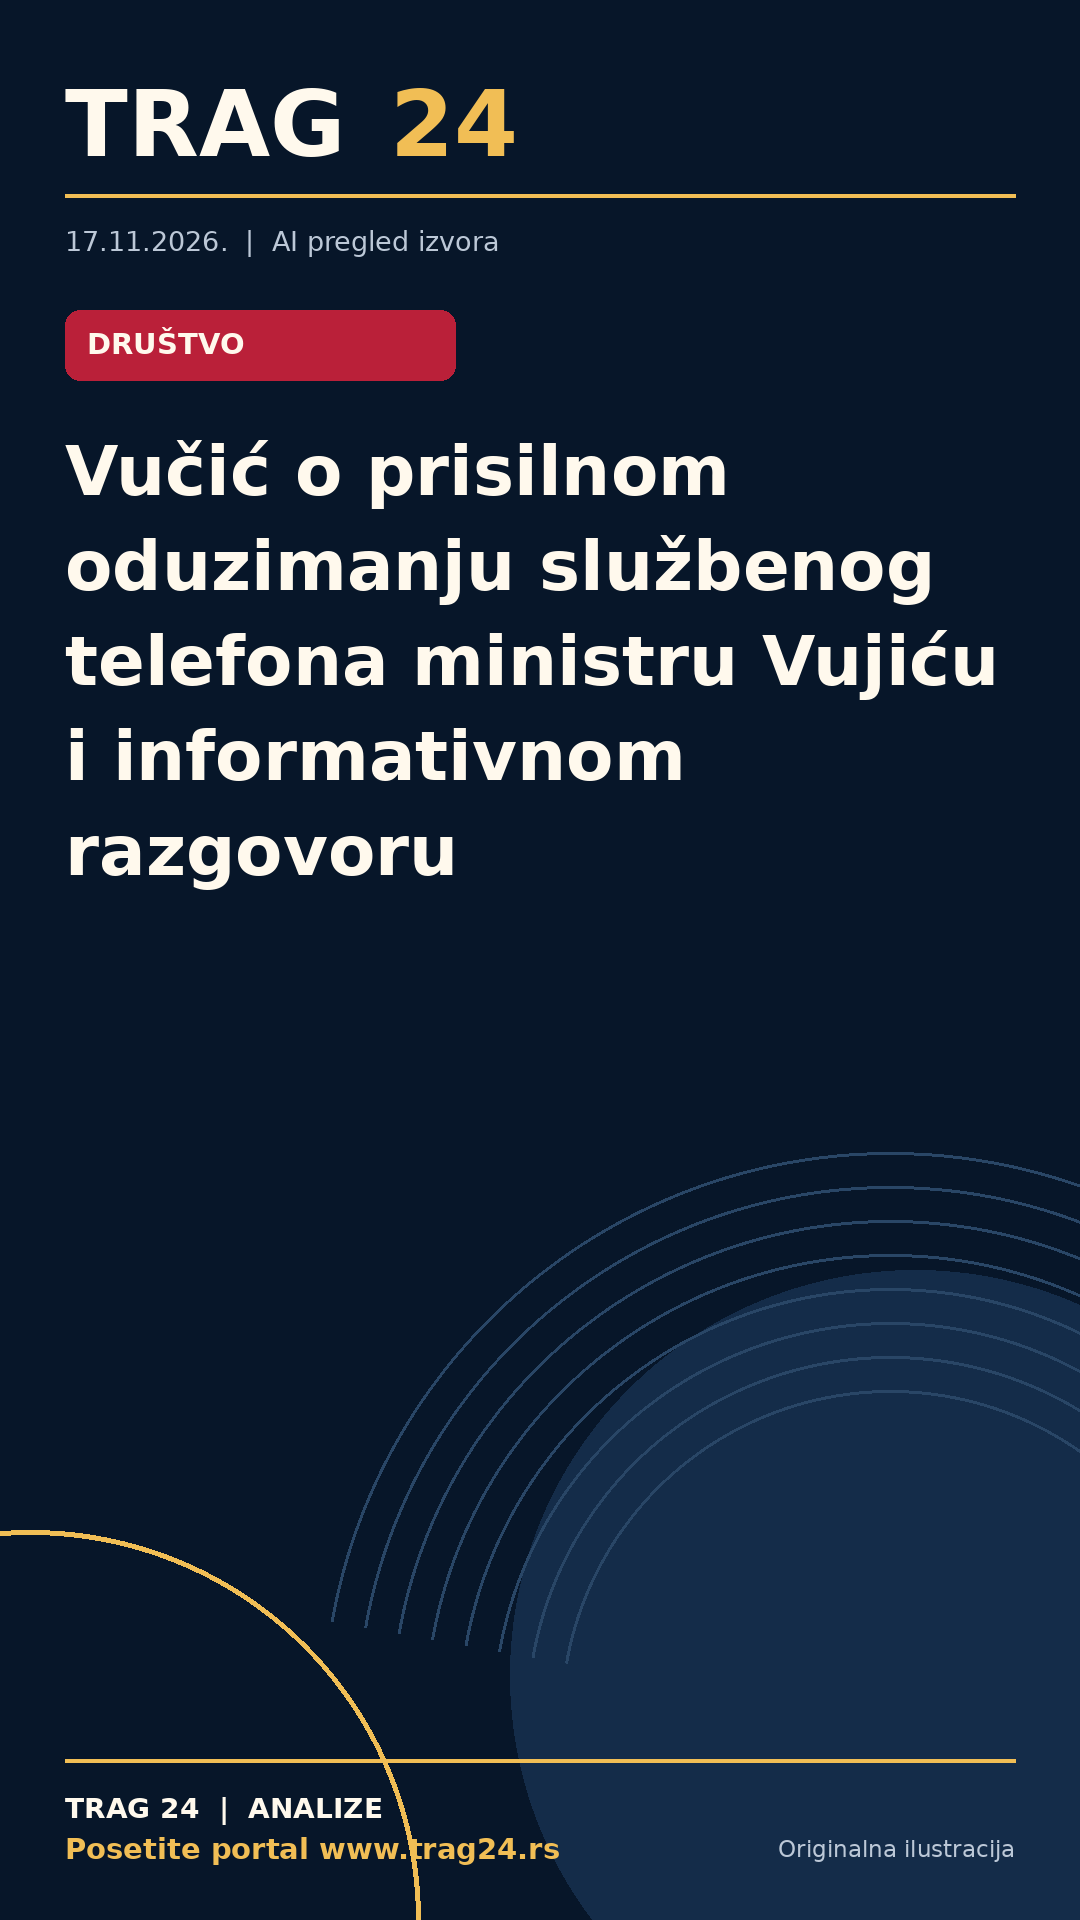 TRAG 24
17.11.2026. | AI pregled izvora
DRUŠTVO
Vučić o prisilnom
oduzimanju službenog
telefona ministru Vujiću
i informativnom
razgovoru
TRAG 24 | ANALIZE
Posetite portal www.trag24.rs
Originalna ilustracija